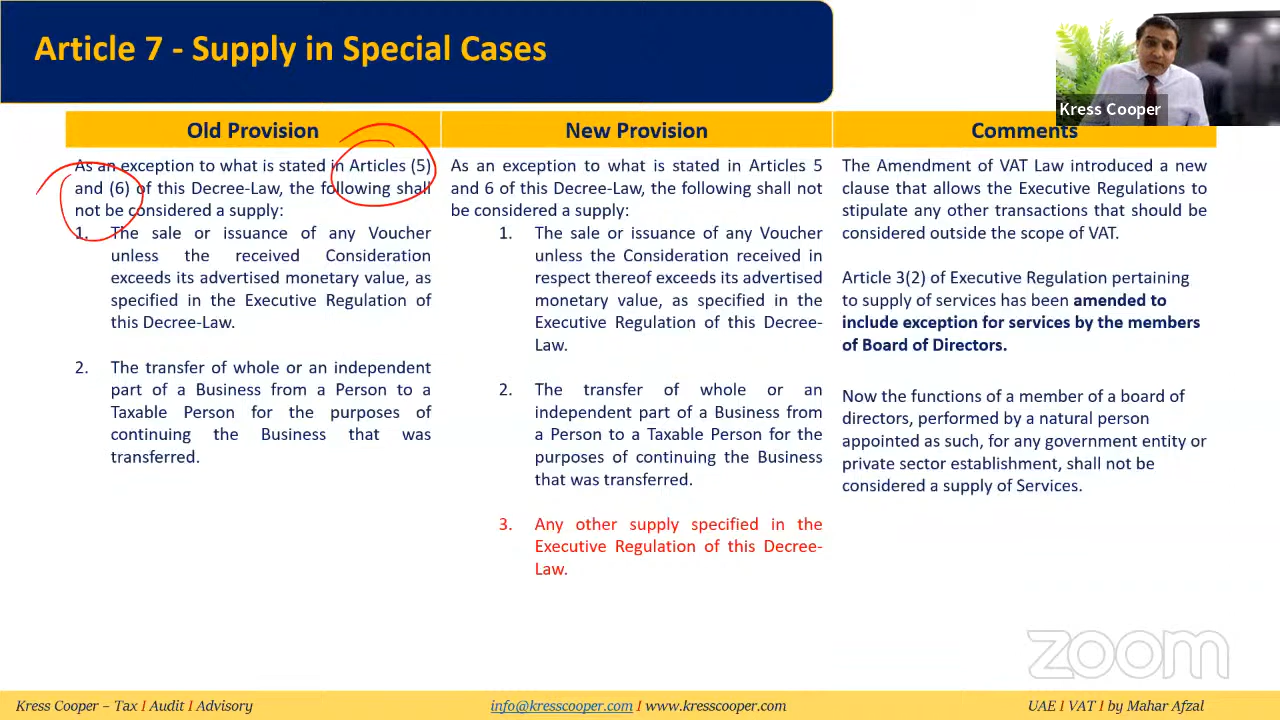 Article 7 - Supply in Special Cases
Kress Cooper
Old Provision
As an exception to what is stated in Articles (5)
and (6) of this Decree-Law, the following shall
not be considered a supply:
1. The sale or issuance of any Voucher
unless the received Consideration
exceeds its advertised monetary value, as
specified in the Executive Regulation of
this Decree-Law.
2. The transfer of whole or an independent
part of a Business from a Person to a
Taxable Person for the purposes of
continuing the Business that was
transferred.
New Provision
As an exception to what is stated in Articles 5
and 6 of this Decree-Law, the following shall not
be considered a supply:
1. The sale or issuance of any Voucher
unless the Consideration received in
respect thereof exceeds its advertised
monetary value, as specified in the
Executive Regulation of this Decree-
Law.
2. The transfer of whole or an
independent part of a Business from
a Person to a Taxable Person for the
purposes of continuing the Business
that was transferred.
3. Any other supply specified in the
Executive Regulation of this Decree-
Law.
Comments
The Amendment of VAT Law introduced a new
clause that allows the Executive Regulations to
stipulate any other transactions that should be
considered outside the scope of VAT.
Article 3(2) of Executive Regulation pertaining
to supply of services has been amended to
include exception for services by the members
of Board of Directors.
Now the functions of a member of a board of
directors, performed by a natural person
appointed as such, for any government entity or
private sector establishment, shall not be
considered a supply of Services.
zoom
Kress Cooper – Tax I Audit I Advisory
info@kresscooper.com I www.kresscooper.com
UAE I VAT I by Mahar Afzal